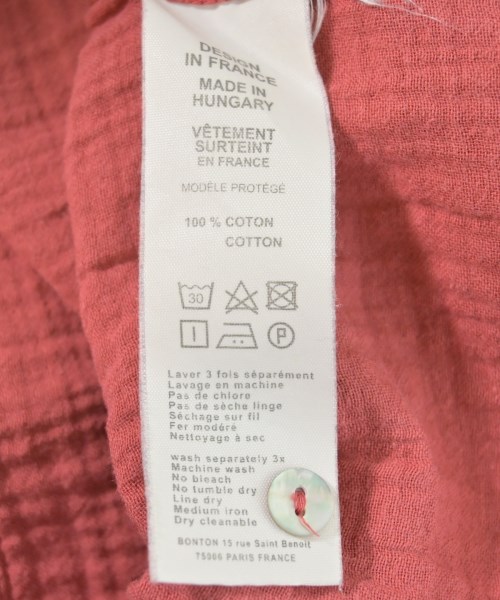 DESIGN
IN FRANCE
MADE IN
HUNGARY
VÊTEMENT
SURTEINT
EN FRANCE
MODÈLE PROTÉGÉ
100 % COTON
COTTON
30
P
Laver 3 fois séparément
Lavage en machine
Pas de chlore
Pas de sèche linge
Séchage sur fil
Fer modéré
Nettoyage à sec
wash separately 3x
Machine wash
No bleach
No tumble dry
Line dry
Medium iron
Dry cleanable
BONTON 15 rue Saint Benoit
75006 PARIS FRANCE